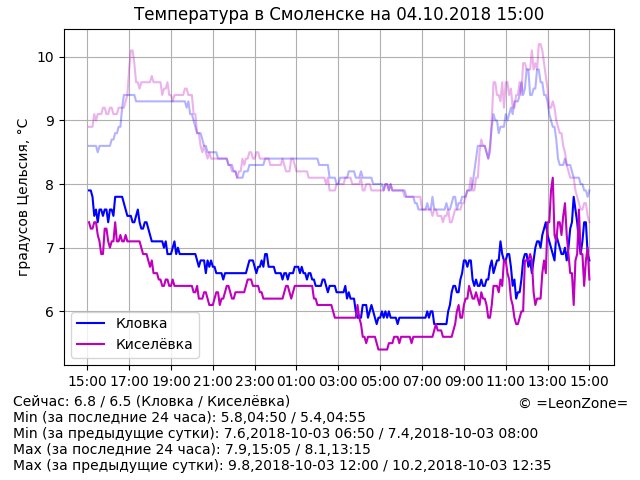 Температура в Смоленске на 04.10.2018 15:00
градусов Цельсия, °C
10
9
8
7
6
Кловка
Киселёвка
15:00 17:00 19:00 21:00 23:00 01:00 03:00 05:00 07:00 09:00 11:00 13:00 15:00
Сейчас: 6.8 / 6.5 (Кловка / Киселёвка)
© =LeonZone=
Min (за последние 24 часа): 5.8,04:50 / 5.4,04:55
Min (за предыдущие сутки): 7.6,2018-10-03 06:50 / 7.4,2018-10-03 08:00
Max (за последние 24 часа): 7.9,15:05 / 8.1,13:15
Max (за предыдущие сутки): 9.8,2018-10-03 12:00 / 10.2,2018-10-03 12:35